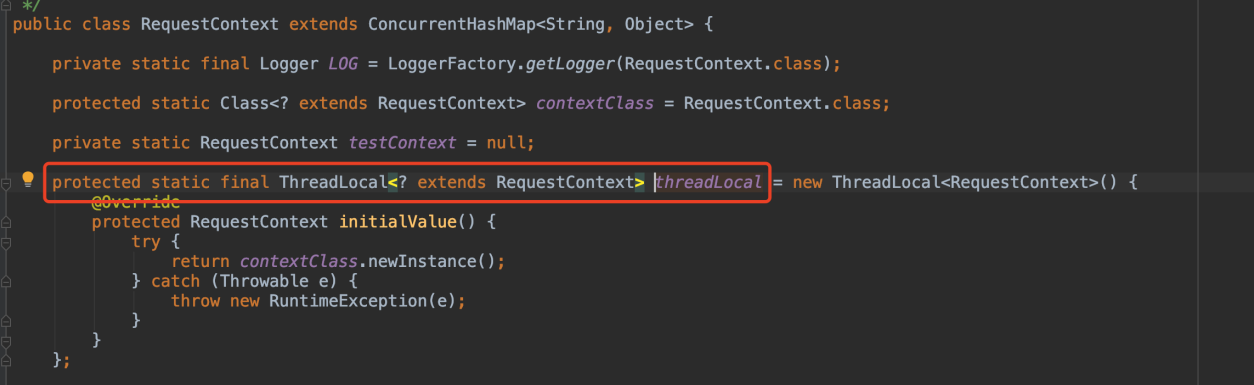 */
public class RequestContext extends ConcurrentHashMap<String, Object> {
private static final Logger LOG = LoggerFactory.getLogger(RequestContext.class);
protected static Class<? extends RequestContext> contextClass = RequestContext.class;
private static RequestContext testContext = null;
protected static final ThreadLocal<? extends RequestContext> threadLocal = new ThreadLocal<RequestContext>() {
@Override
protected RequestContext initialValue() {
try {
return contextClass.newInstance();
} catch (Throwable e) {
throw new RuntimeException(e);
}
}
};